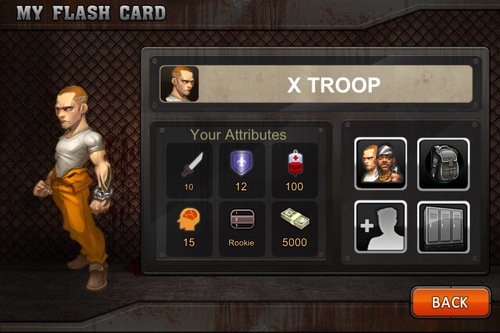 MY FLASH CARD
X TROOP
Your Attributes
10 12 100
15 Rookie 5000
BACK